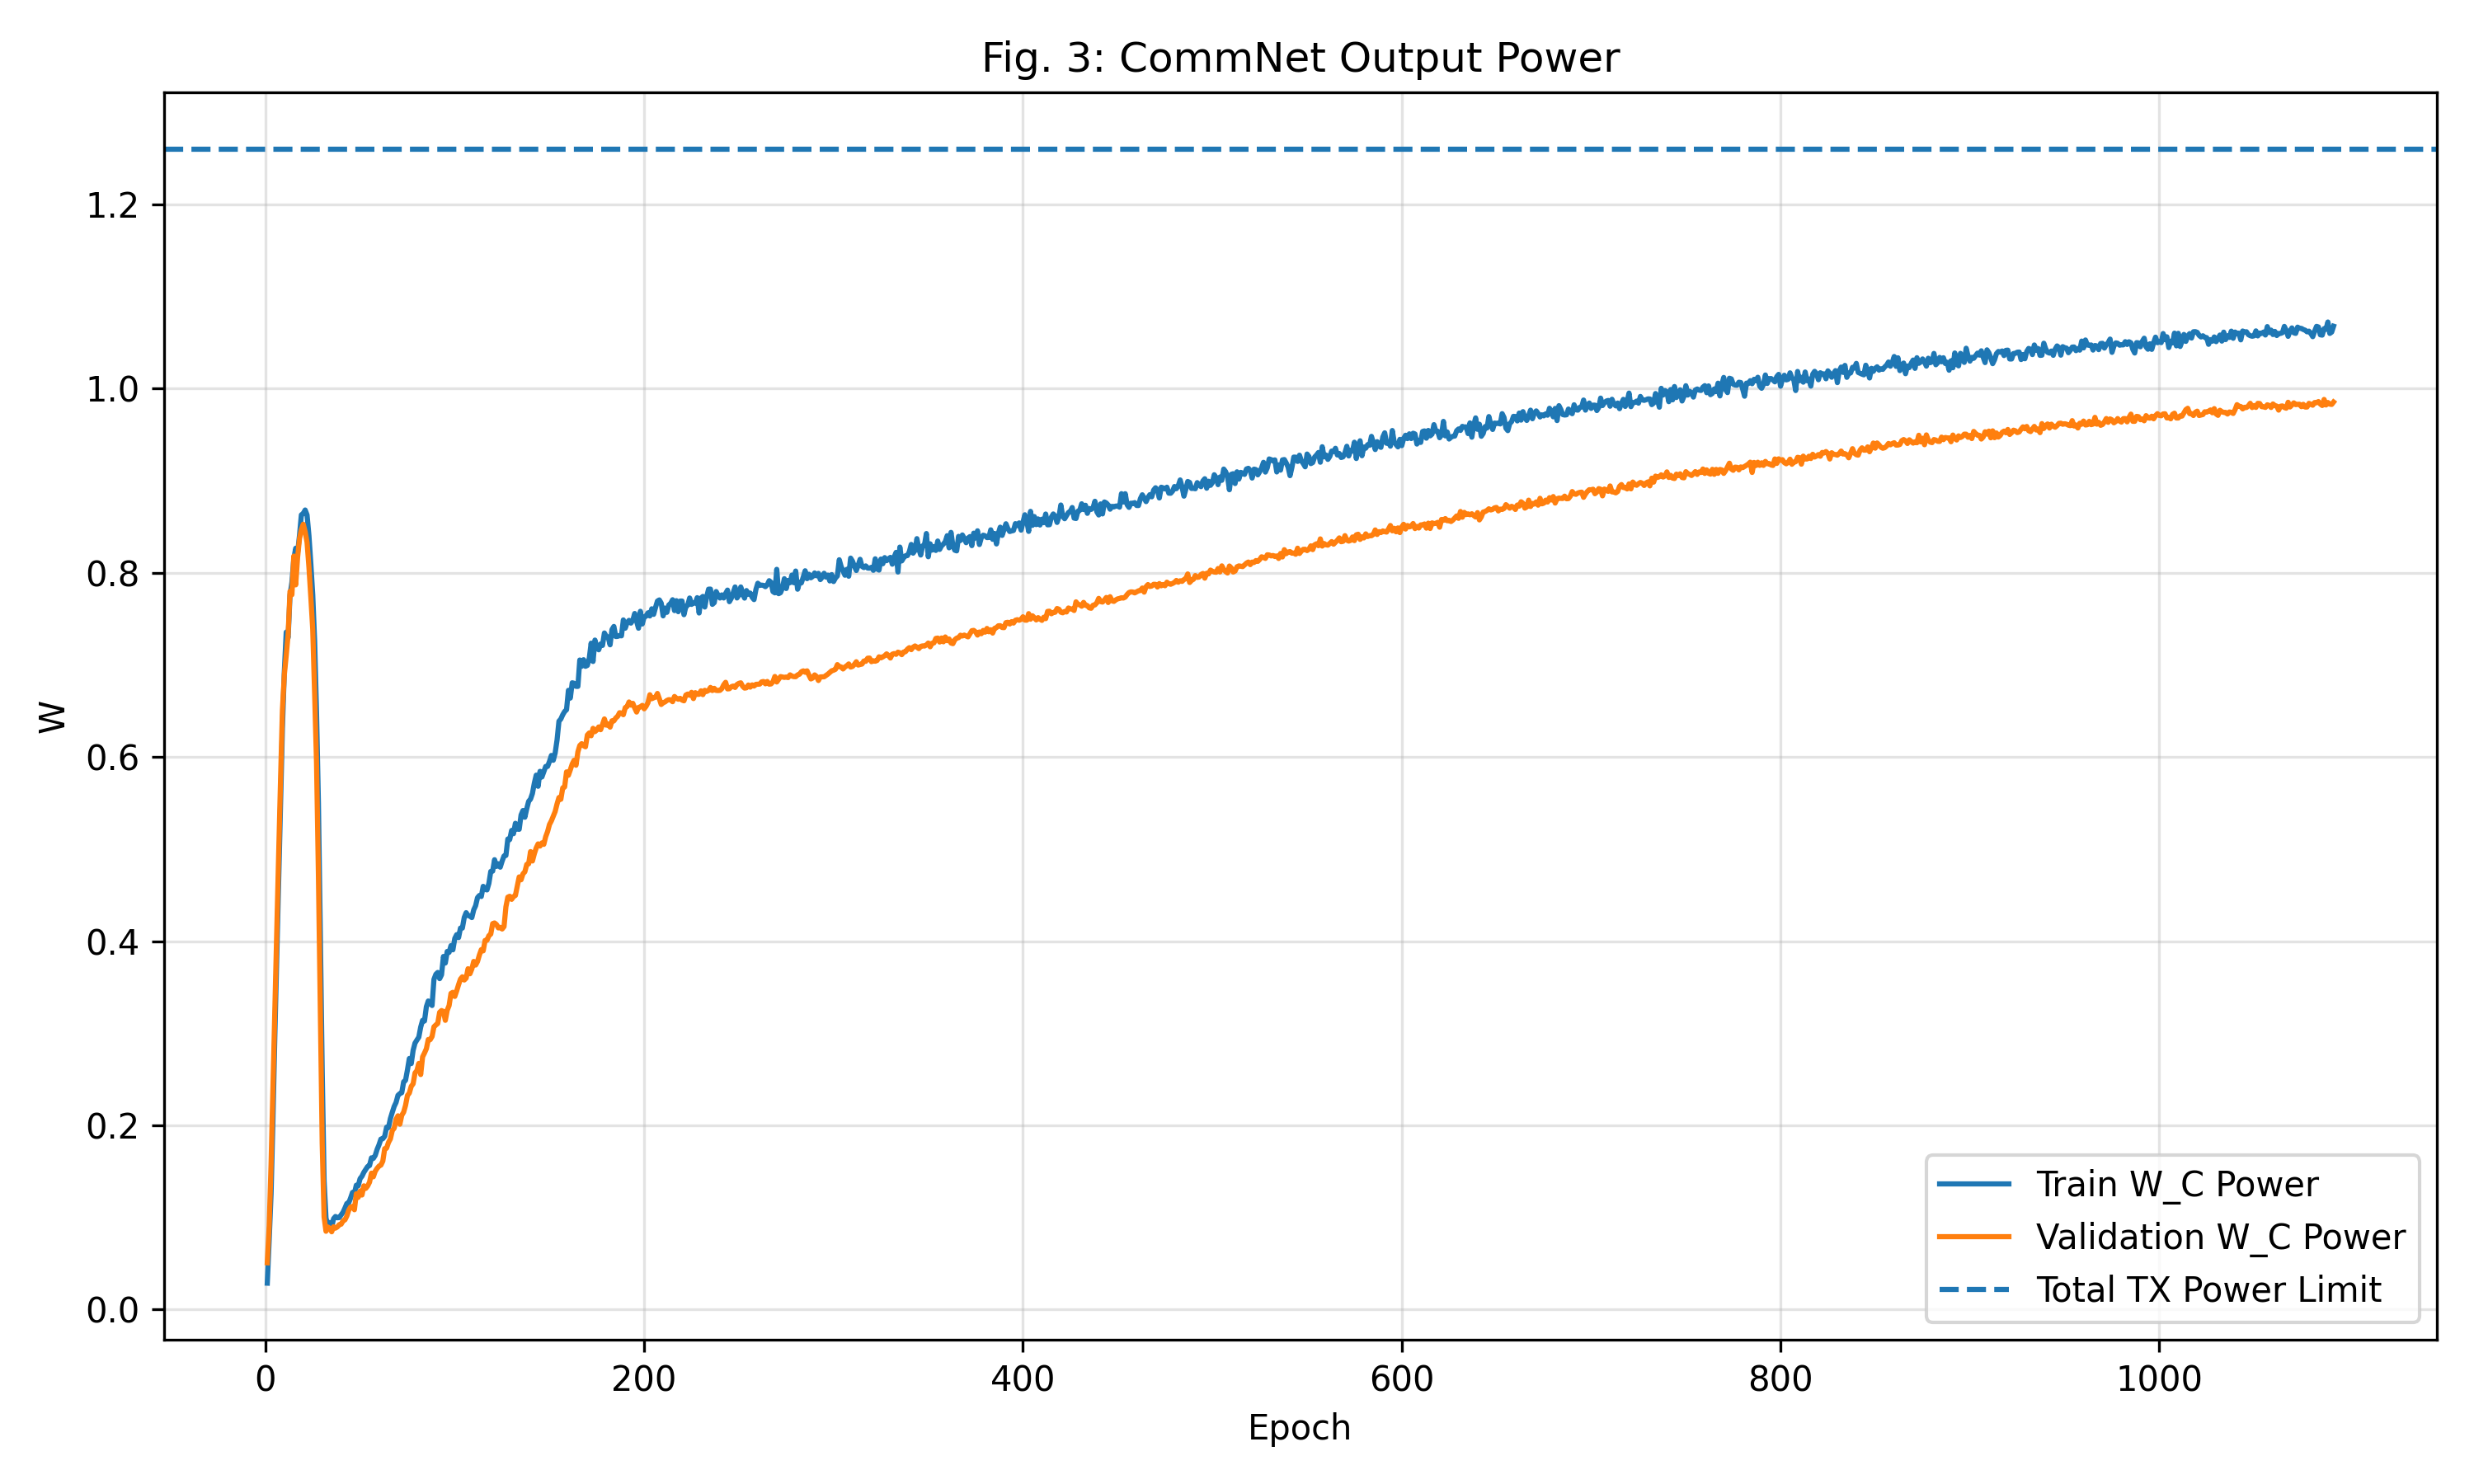 Fig. 3: CommNet Output Power
W
1.2
1.0
0.8
0.6
0.4
0.2
0.0
0 200 400 600 800 1000
Epoch
Train W_C Power
Validation W_C Power
Total TX Power Limit